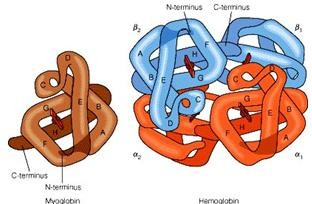 N-terminus C-terminus
β₂ β₁
A F
H
B E G C
D
C
D
C
E
G B
H
F A
G E B
H
F A
α₂ α₁
C-terminus
N-terminus
Myoglobin Hemoglobin